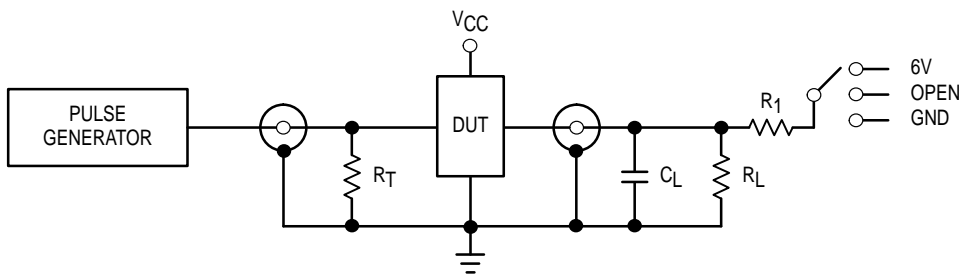 VCC
PULSE
GENERATOR
DUT
RT
CL
RL
R1
6V
OPEN
GND